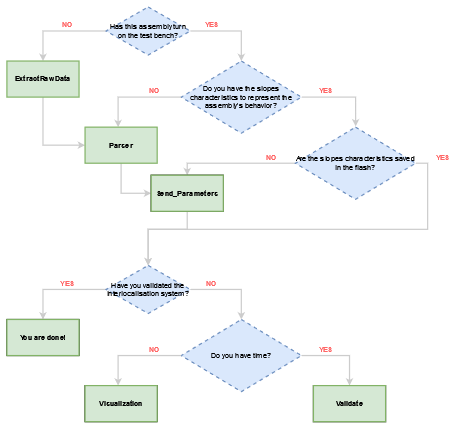 Has this assembly turn
on the test bench?
NO
YES
ExtractRawData
Do you have the slopes
characteristics to represent the
assembly's behavior?
NO
YES
Parser
Are the slopes characteristics saved
in the flash?
NO
YES
Send_Parameters
Have you validated the
interlocalisation system?
YES
NO
You are done!
Do you have time?
NO
YES
Visualization
Validate